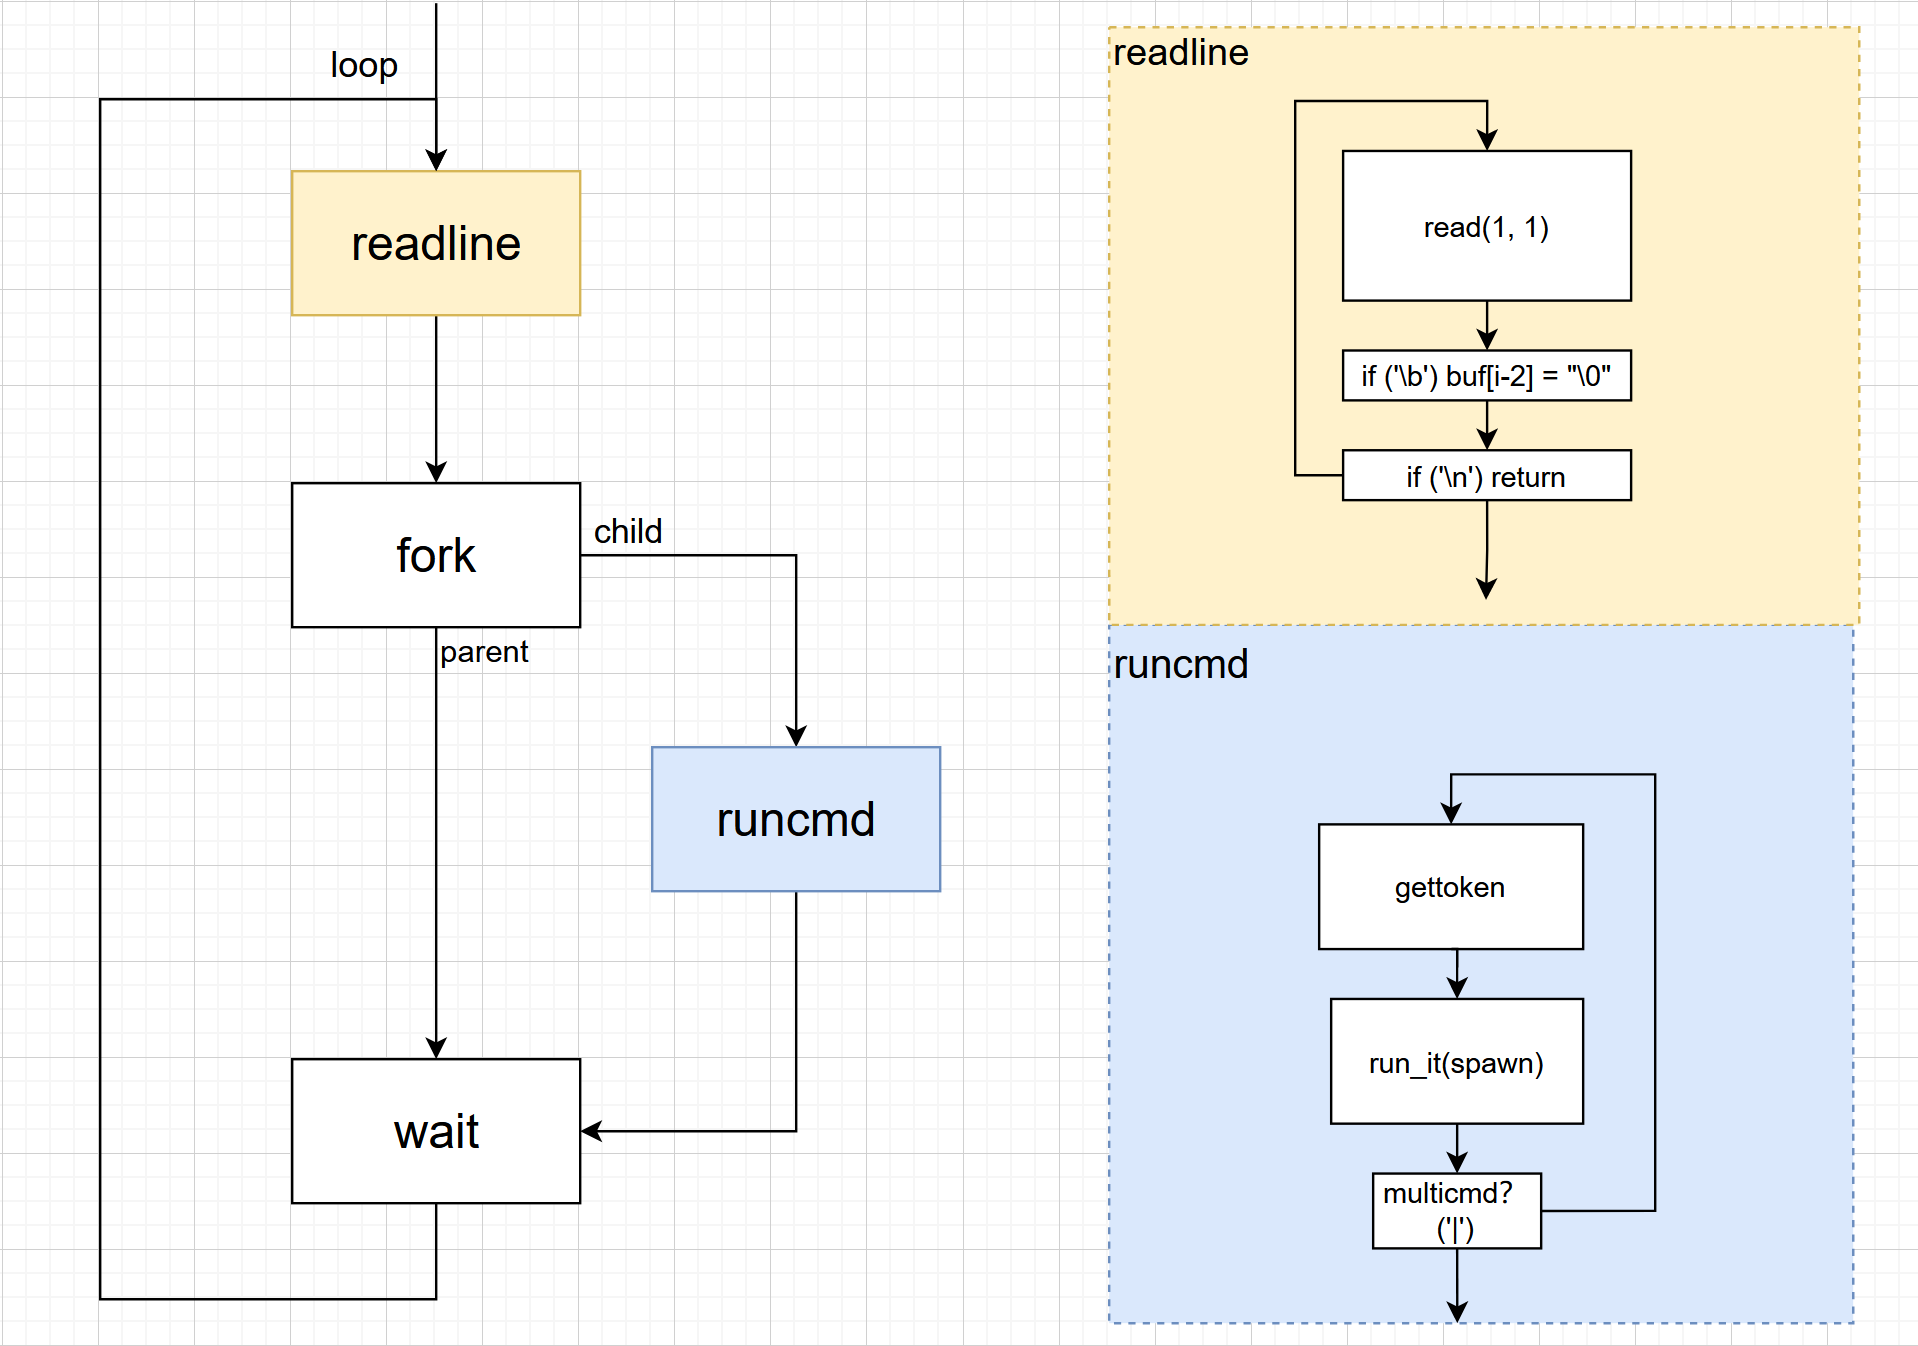 loop
readline
fork
child
parent
runcmd
wait
readline
read(1, 1)
if ('\b') buf[i-2] = "\0"
if ('\n') return
runcmd
gettoken
run_it(spawn)
multicmd?
('|')